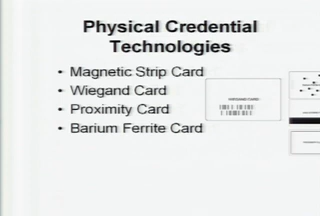 Physical Credential
Technologies
• Magnetic Strip Card
• Wiegand Card
• Proximity Card
• Barium Ferrite Card